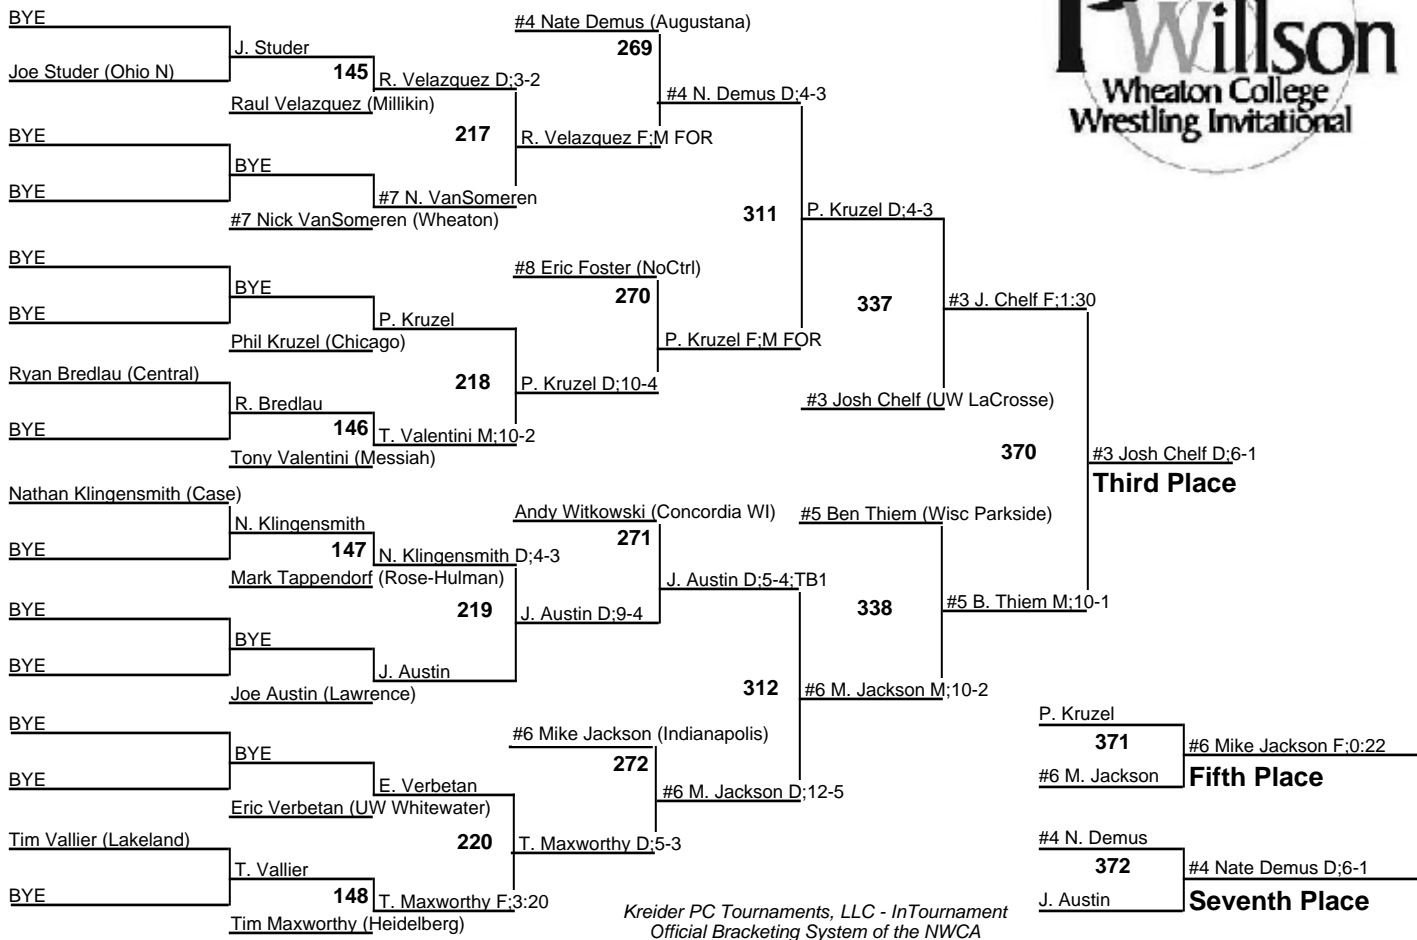 BYE
#4 Nate Demus (Augustana)
Willson
Wheaton College
Wrestling Invitational
J. Studer
269
Joe Studer (Ohio N)
145
R. Velazquez D;3-2
#4 N. Demus D;4-3
Raul Velazquez (Millikin)
BYE
217
R. Velazquez F;M FOR
BYE
BYE
#7 N. VanSomeren
#7 Nick VanSomeren (Wheaton)
311
P. Kruzel D;4-3
BYE
#8 Eric Foster (NoCtrl)
BYE
270
337
#3 J. Chelf F;1:30
BYE
P. Kruzel
Phil Kruzel (Chicago)
P. Kruzel F;M FOR
Ryan Bredlau (Central)
218
P. Kruzel D;10-4
R. Bredlau
#3 Josh Chelf (UW LaCrosse)
BYE
146
T. Valentini M;10-2
370
#3 Josh Chelf D;6-1
Tony Valentini (Messiah)
Third Place
Nathan Klingensmith (Case)
Andy Witkowski (Concordia WI)
#5 Ben Thiem (Wisc Parkside)
N. Klingensmith
271
BYE
147
N. Klingensmith D;4-3
Mark Tappendorf (Rose-Hulman)
J. Austin D;5-4;TB1
BYE
219
J. Austin D;9-4
338
#5 B. Thiem M;10-1
BYE
BYE
J. Austin
Joe Austin (Lawrence)
312
#6 M. Jackson M;10-2
BYE
#6 Mike Jackson (Indianapolis)
P. Kruzel
BYE
272
371
#6 Mike Jackson F;0:22
BYE
E. Verbetan
#6 M. Jackson
Fifth Place
Eric Verbetan (UW Whitewater)
#6 M. Jackson D;12-5
Tim Vallier (Lakeland)
220
T. Maxworthy D;5-3
#4 N. Demus
T. Vallier
372
#4 Nate Demus D;6-1
BYE
148
T. Maxworthy F;3:20
J. Austin
Seventh Place
Tim Maxworthy (Heidelberg)
Kreider PC Tournaments, LLC - InTournament
Official Bracketing System of the NWCA